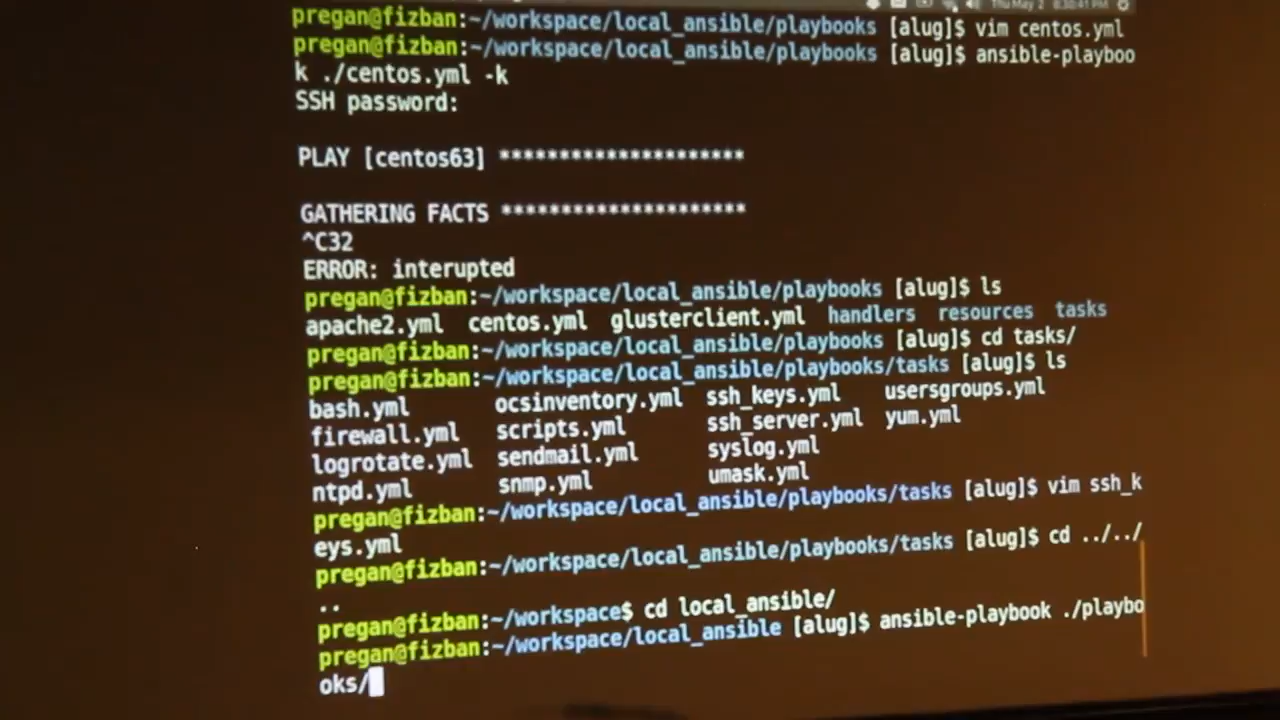 Thu May 2
pregan@fizban:~/workspace/local_ansible/playbooks [alug]$ vim centos.yml
pregan@fizban:~/workspace/local_ansible/playbooks [alug]$ ansible-playboo
k ./centos.yml -k
SSH password:
PLAY [centos63] *********************
GATHERING FACTS *********************
^C32
ERROR: interupted
pregan@fizban:~/workspace/local_ansible/playbooks [alug]$ ls
apache2.yml centos.yml glusterclient.yml handlers resources tasks
pregan@fizban:~/workspace/local_ansible/playbooks [alug]$ cd tasks/
pregan@fizban:~/workspace/local_ansible/playbooks/tasks [alug]$ ls
bash.yml ocsinventory.yml ssh_keys.yml usersgroups.yml
firewall.yml scripts.yml ssh_server.yml yum.yml
logrotate.yml sendmail.yml syslog.yml
ntpd.yml snmp.yml umask.yml
pregan@fizban:~/workspace/local_ansible/playbooks/tasks [alug]$ vim ssh_k
eys.yml
pregan@fizban:~/workspace/local_ansible/playbooks/tasks [alug]$ cd ../../
..
pregan@fizban:~/workspace$ cd local_ansible/
pregan@fizban:~/workspace/local_ansible [alug]$ ansible-playbook ./playbo
oks/